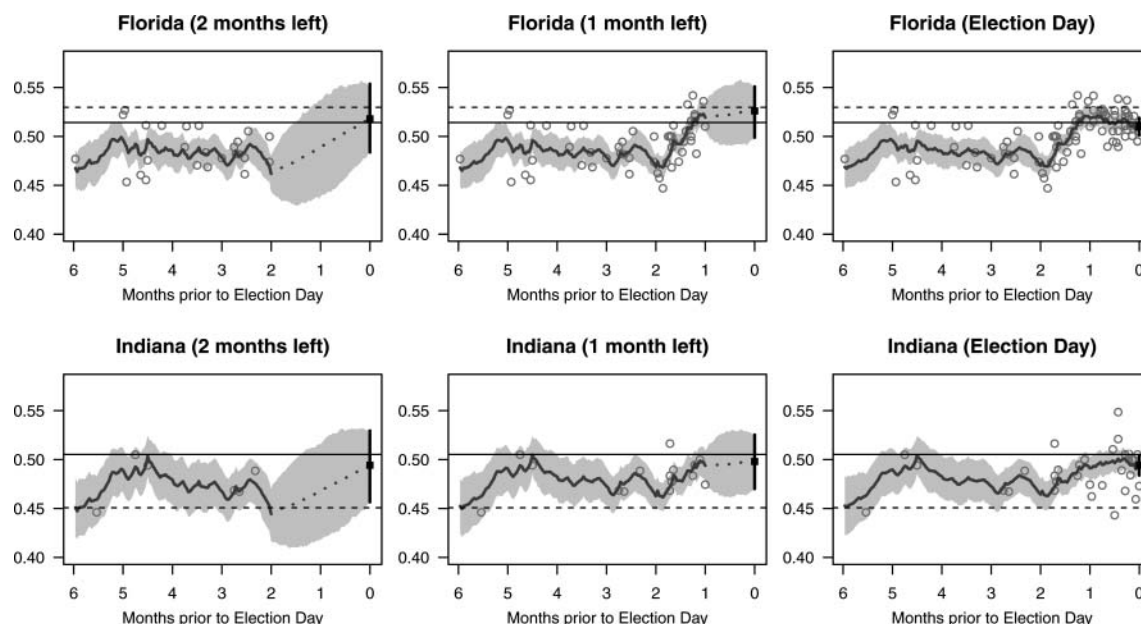 Florida (2 months left) Florida (1 month left) Florida (Election Day)
0.55 0.55 0.55
0.50 0.50 0.50
0.45 0.45 0.45
0.40 0.40 0.40
6 5 4 3 2 1 0 6 5 4 3 2 1 0 6 5 4 3 2 1 0
Months prior to Election Day Months prior to Election Day Months prior to Election Day
Indiana (2 months left) Indiana (1 month left) Indiana (Election Day)
0.55 0.55 0.55
0.50 0.50 0.50
0.45 0.45 0.45
0.40 0.40 0.40
6 5 4 3 2 1 0 6 5 4 3 2 1 0 6 5 4 3 2 1 0
Months prior to Election Day Months prior to Election Day Months prior to Election Day